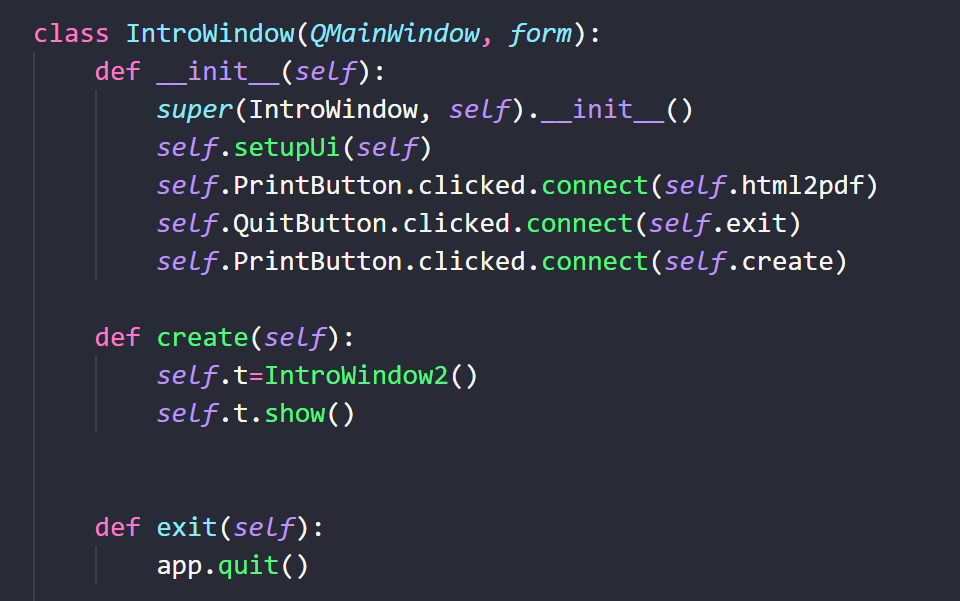 class IntroWindow(QMainWindow, form):
    def __init__(self):
        super(IntroWindow, self).__init__()
        self.setupUi(self)
        self.PrintButton.clicked.connect(self.html2pdf)
        self.QuitButton.clicked.connect(self.exit)
        self.PrintButton.clicked.connect(self.create)
    def create(self):
        self.t=IntroWindow2()
        self.t.show()
    def exit(self):
        app.quit()